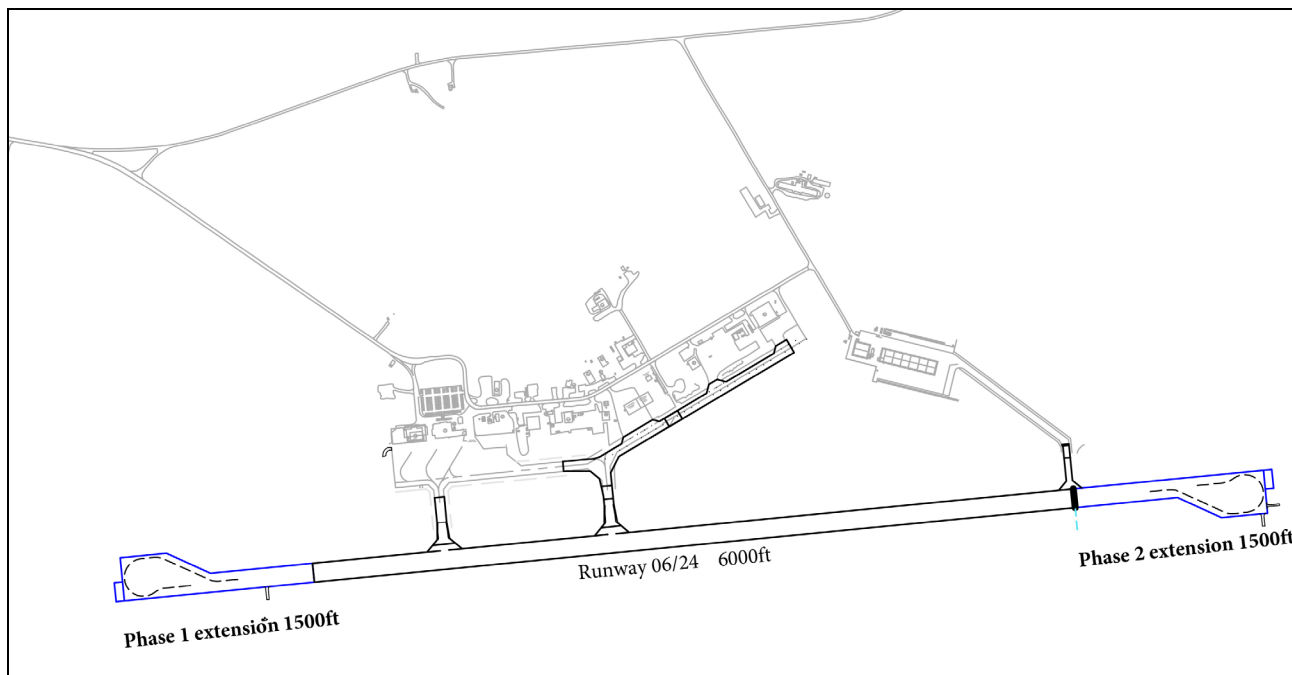 Runway 06/24 6000ft
Phase 2 extension 1500ft
Phase 1 extension 1500ft